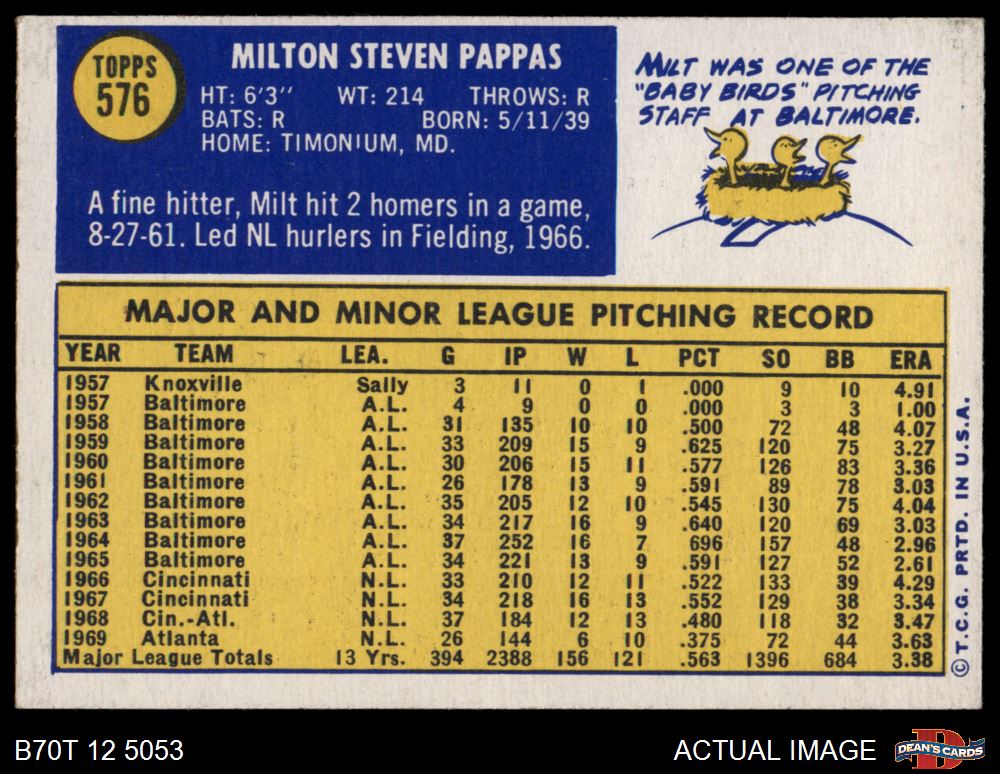 TOPPS
576
MILTON STEVEN PAPPAS
HT: 6'3" WT: 214 THROWS: R
BATS: R BORN: 5/11/39
HOME: TIMONIUM, MD.
A fine hitter, Milt hit 2 homers in a game,
8-27-61. Led NL hurlers in Fielding, 1966.
MILT WAS ONE OF THE
"BABY BIRDS" PITCHING
STAFF AT BALTIMORE.
MAJOR AND MINOR LEAGUE PITCHING RECORD
YEAR TEAM LEA. G IP W L PCT SO BB ERA
1957 Knoxville Sally 3 11 0 1 .000 9 10 4.91
1957 Baltimore A.L. 4 9 0 0 .000 3 3 1.00
1958 Baltimore A.L. 31 135 10 10 .500 72 48 4.07
1959 Baltimore A.L. 33 209 15 9 .625 120 75 3.27
1960 Baltimore A.L. 30 206 15 11 .577 126 83 3.36
1961 Baltimore A.L. 26 178 13 9 .591 89 78 3.03
1962 Baltimore A.L. 35 205 12 10 .545 130 75 4.04
1963 Baltimore A.L. 34 217 16 9 .640 120 69 3.03
1964 Baltimore A.L. 37 252 16 7 696 157 48 2.96
1965 Baltimore A.L. 34 221 13 9 .591 127 52 2.61
1966 Cincinnati N.L. 33 210 12 11 .522 133 39 4.29
1967 Cincinnati N.L. 34 218 16 13 .552 129 38 3.34
1968 Cin.-Atl. N.L. 37 184 12 13 .480 118 32 3.47
1969 Atlanta N.L. 26 144 6 10 .375 72 44 3.63
Major League Totals 13 Yrs. 394 2388 156 121 .563 1396 684 3.38
© T.C.G. PRTD. IN U.S.A.
B70T 12 5053
ACTUAL IMAGE
DEAN'S CARDS